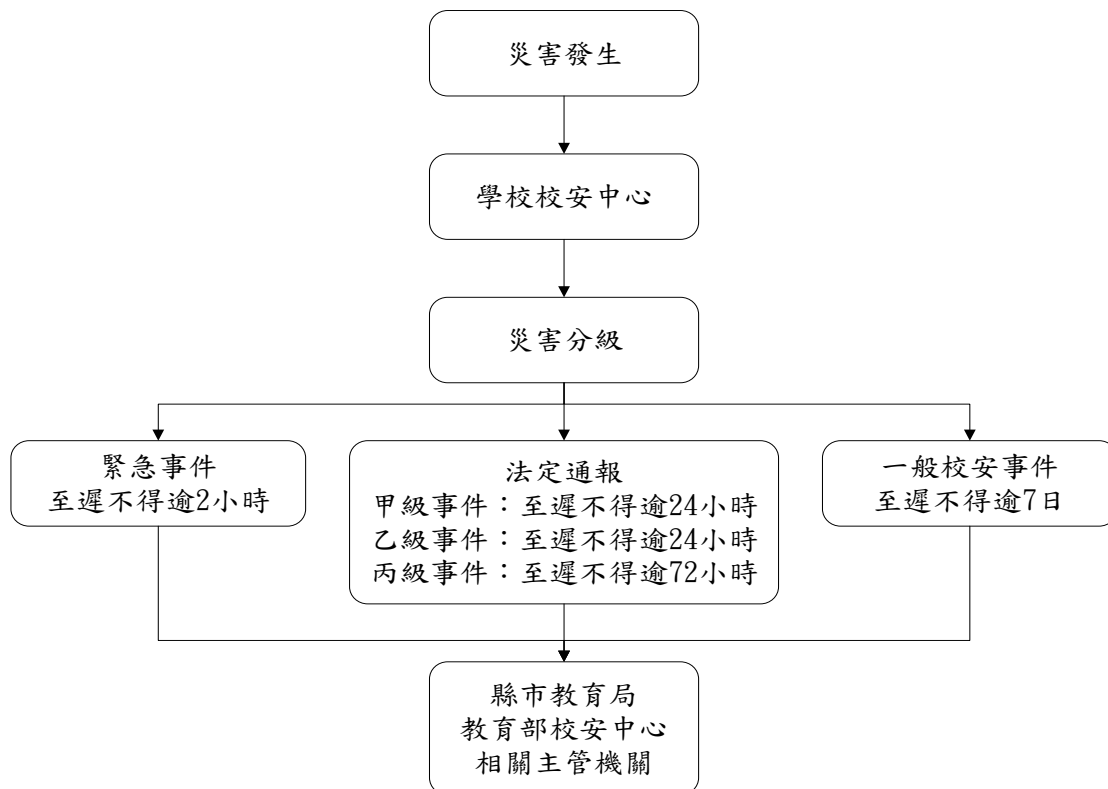 災害發生
學校校安中心
災害分級
緊急事件
至遲不得逾2小時
法定通報
甲級事件：至遲不得逾24小時
乙級事件：至遲不得逾24小時
丙級事件：至遲不得逾72小時
一般校安事件
至遲不得逾7日
縣市教育局
教育部校安中心
相關主管機關